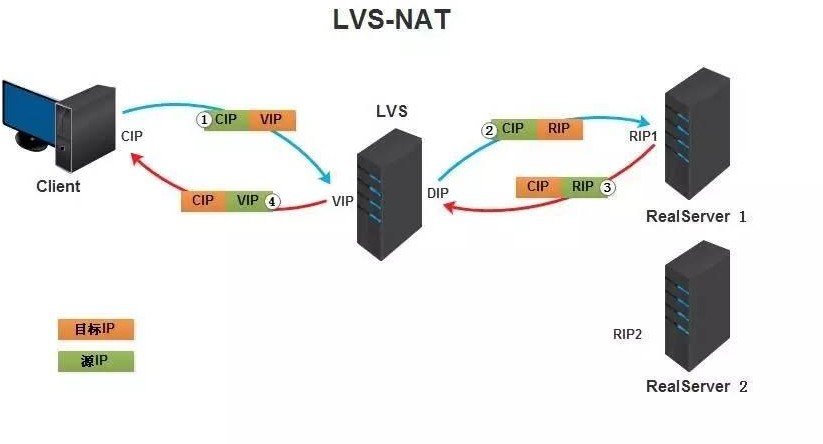 LVS-NAT
LVS
① CIP VIP
② CIP RIP
CIP
RIP1
Client
CIP VIP ④
VIP
DIP
CIP RIP ③
RealServer 1
目标IP
源IP
RIP2
RealServer 2